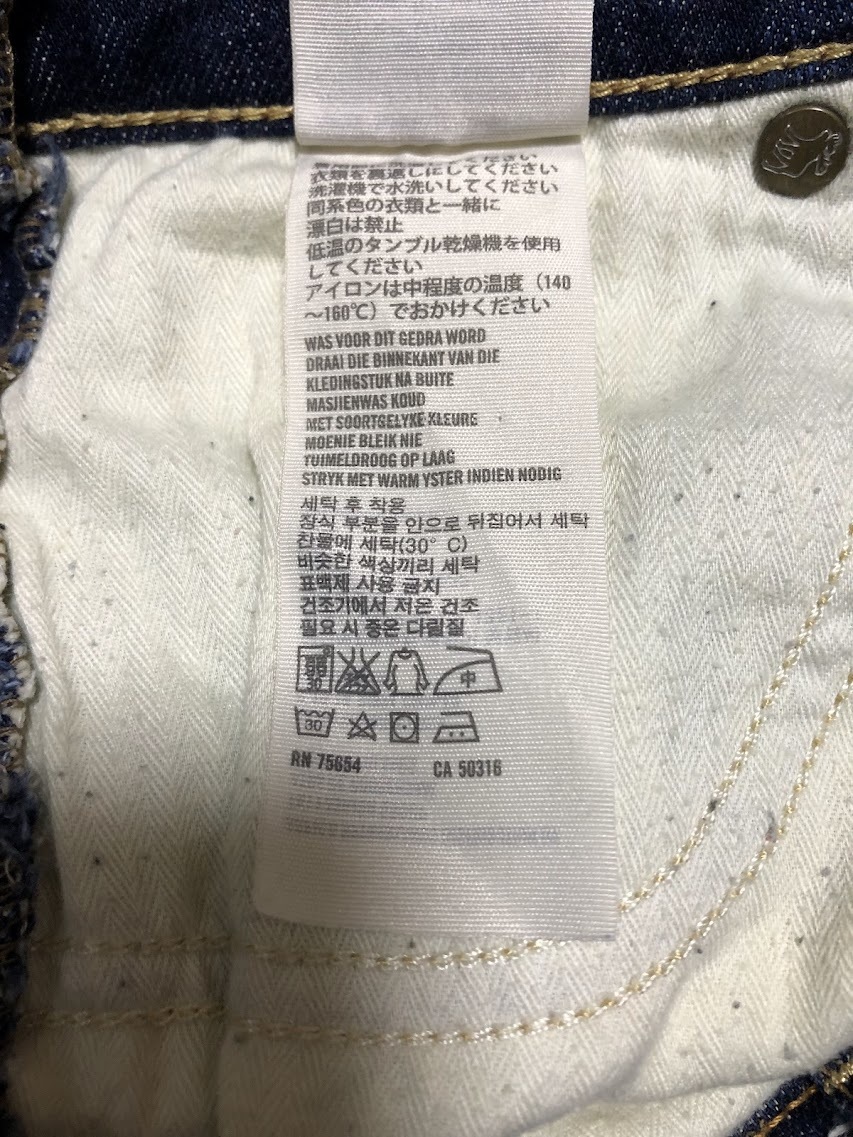 衣類を裏返しにしてください
洗濯機で水洗いしてください
同系色の衣類と一緒に
漂白は禁止
低温のタンブル乾燥機を使用
してください
アイロンは中程度の温度（140
～160℃）でおかけください
WAS VOOR DIT GEDRA WORD
DRAAI DIE BINNEKANT VAN DIE
KLEDINGSTUK NA BUITE
MASJIENWAS KOUD
MET SOORTGELYKE KLEURE
MOENIE BLEIK NIE
TUIMELDROOG OP LAAG
STRYK MET WARM YSTER INDIEN NODIG
세탁 후 착용
장식 부분을 안으로 뒤집어서 세탁
찬물에 세탁(30° C)
비슷한 색상끼리 세탁
표백제 사용 금지
건조기에서 저온 건조
필요 시 중온 다림질
30 中
30
RN 75654 CA 50316